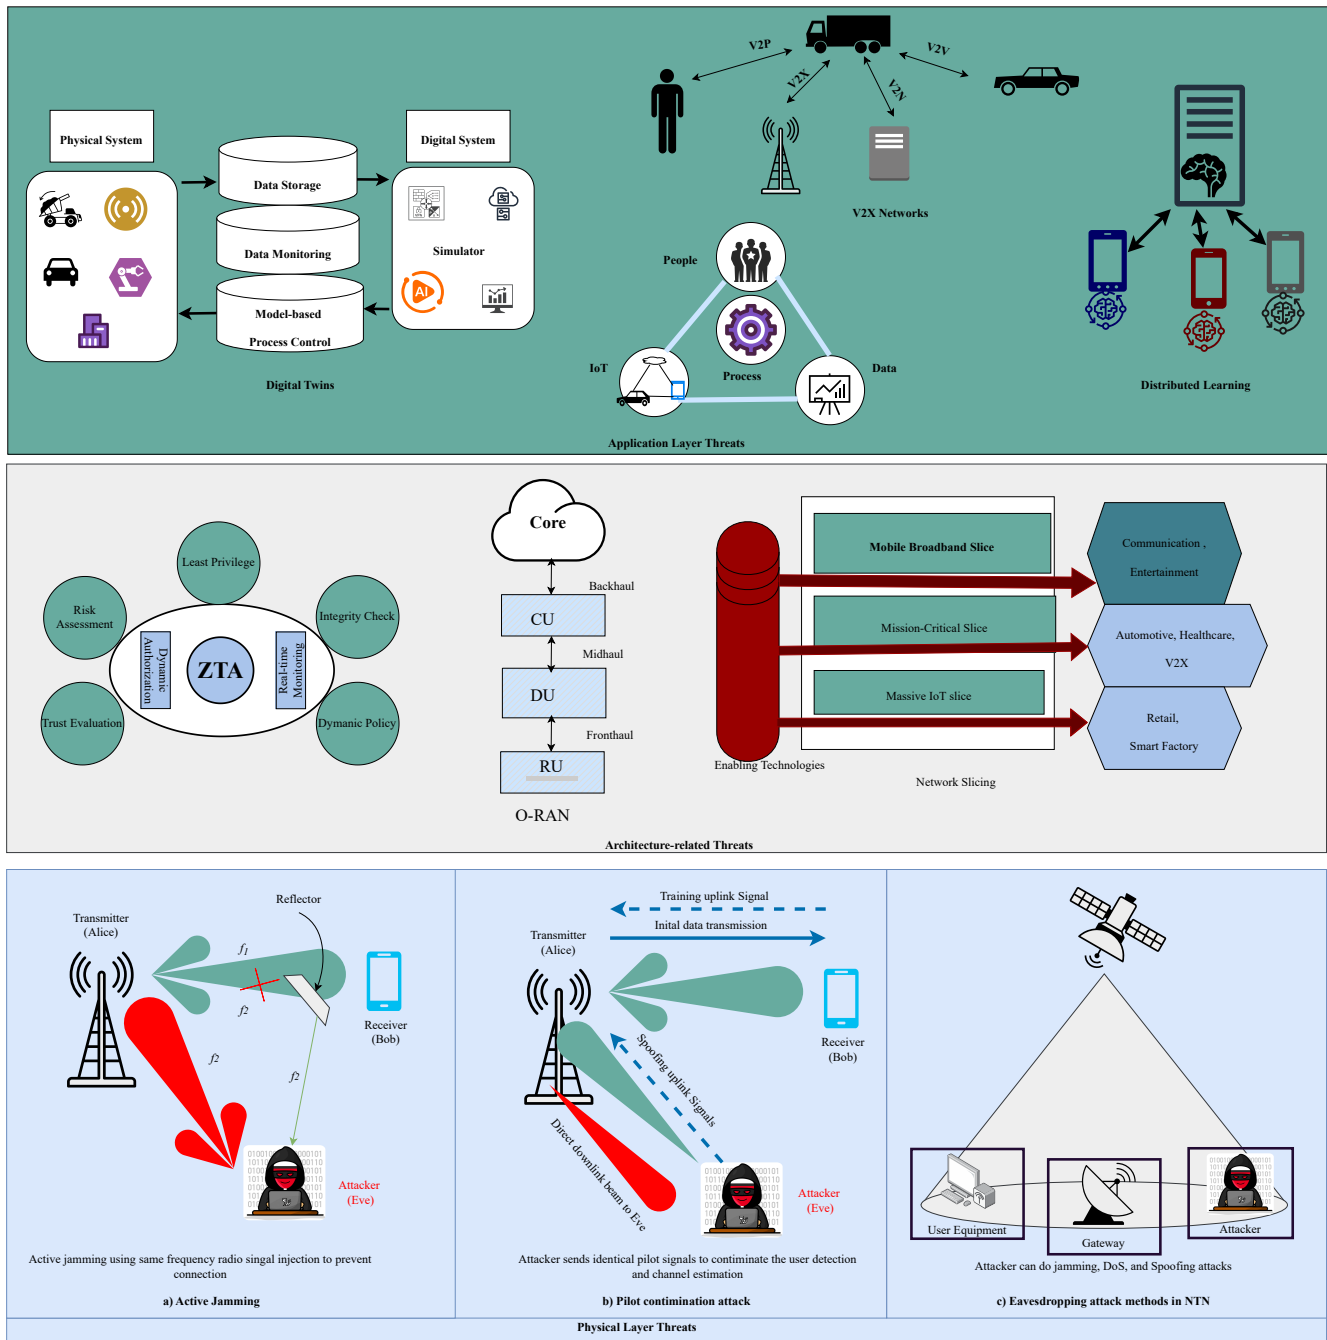 V2P
V2V
V2X
V2N
Physical System
Digital System
Data Storage
Data Monitoring
Simulator
Model-based
Process Control
AI
Digital Twins
V2X Networks
People
IoT
Process
Data
Distributed Learning
Application Layer Threats
Least Privilege
Risk
Assessment
Integrity Check
Dynamic
Authorization
ZTA
Real-time
Monitoring
Trust Evaluation
Dymanic Policy
Core
Backhaul
CU
Midhaul
DU
Fronthaul
RU
O-RAN
Mobile Broadband Slice
Communication ,
Entertainment
Mission-Critical Slice
Automotive, Healthcare,
V2X
Massive IoT slice
Retail,
Smart Factory
Enabling Technologies
Network Slicing
Architecture-related Threats
Reflector
Transmitter
(Alice)
f1
f2
f2
f2
Receiver
(Bob)
Attacker
(Eve)
Active jamming using same frequency radio singal injection to prevent
connection
a) Active Jamming
Training uplink Signal
Inital data transmission
Transmitter
(Alice)
Receiver
(Bob)
Spoofing uplink Signals
Direct downlink beam to Eve
Attacker
(Eve)
Attacker sends identical pilot signals to contiminate the user detection
and channel estimation
b) Pilot contimination attack
User Equipment
Gateway
Attacker
Attacker can do jamming, DoS, and Spoofing attacks
c) Eavesdropping attack methods in NTN
Physical Layer Threats